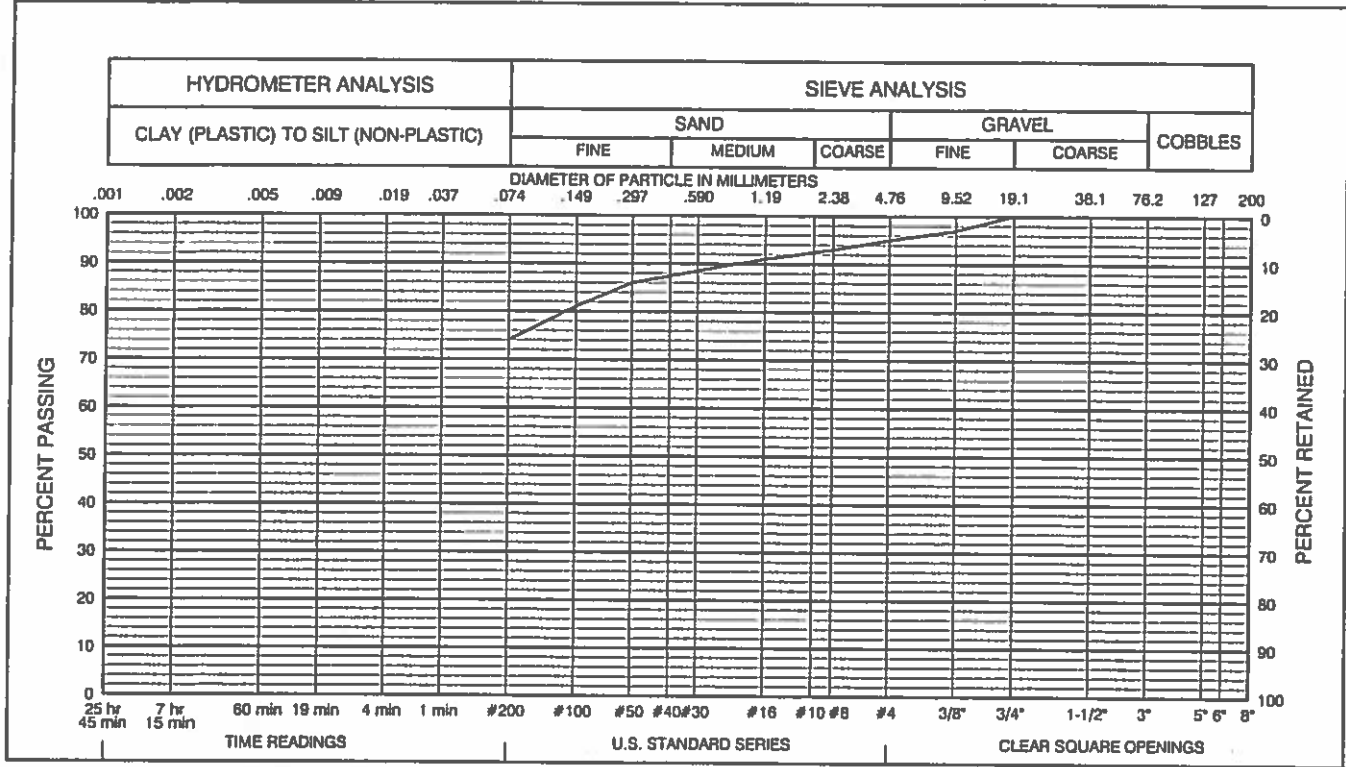 HYDROMETER ANALYSIS
SIEVE ANALYSIS
CLAY (PLASTIC) TO SILT (NON-PLASTIC)
SAND
GRAVEL
COBBLES
FINE
MEDIUM
COARSE
FINE
COARSE
DIAMETER OF PARTICLE IN MILLIMETERS
.001 .002 .005 .009 .019 .037 .074 .149 .297 .590 1.19 2.38 4.76 9.52 19.1 38.1 76.2 127 200
100 0
90 10
80 20
70 30
60 40
50 50
40 60
30 70
20 80
10 90
0 100
PERCENT PASSING
PERCENT RETAINED
25 hr 7 hr 60 min 19 min 4 min 1 min #200 #100 #50 #40 #30 #16 #10 #8 #4 3/8" 3/4" 1-1/2" 3" 5" 6" 8"
45 min 15 min
TIME READINGS
U.S. STANDARD SERIES
CLEAR SQUARE OPENINGS